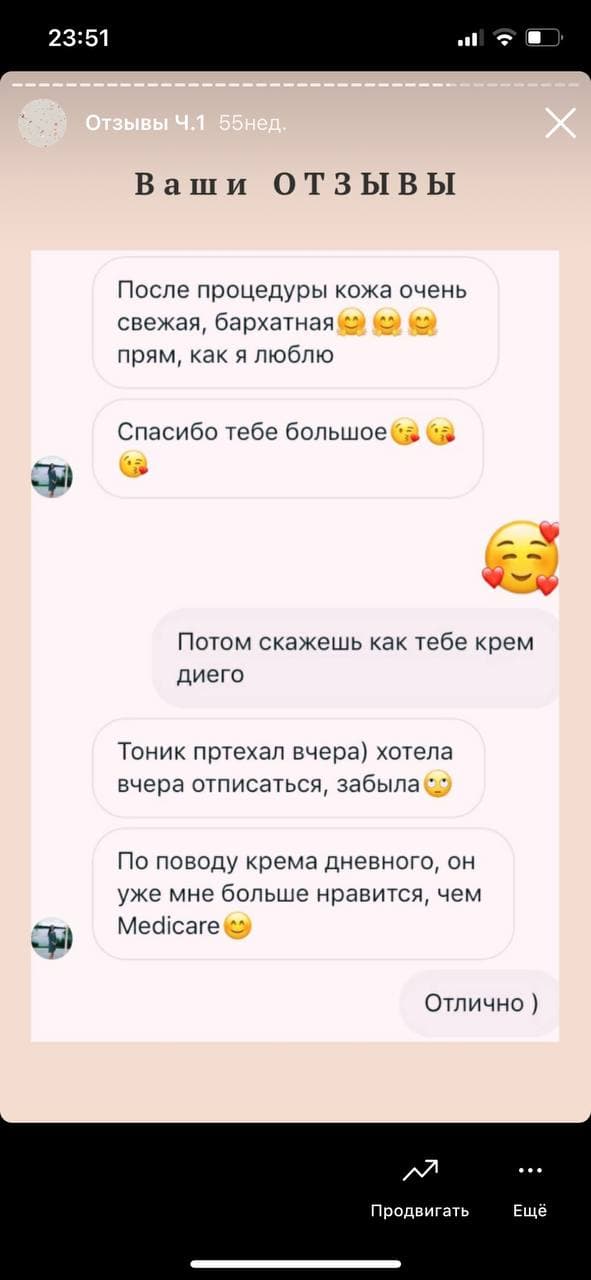 23:51
Отзывы Ч.1 55нед.
Ваши ОТЗЫВЫ
После процедуры кожа очень
свежая, бархатная🤗🤗🤗
прям, как я люблю
Спасибо тебе большое😘😘
😘
🥰
Потом скажешь как тебе крем
диего
Тоник пртехал вчера) хотела
вчера отписаться, забыла🙄
По поводу крема дневного, он
уже мне больше нравится, чем
Medicare😊
Отлично )
Продвигать
Ещё